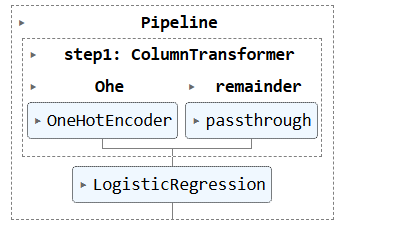 Pipeline
step1: ColumnTransformer
Ohe remainder
OneHotEncoder passthrough
LogisticRegression